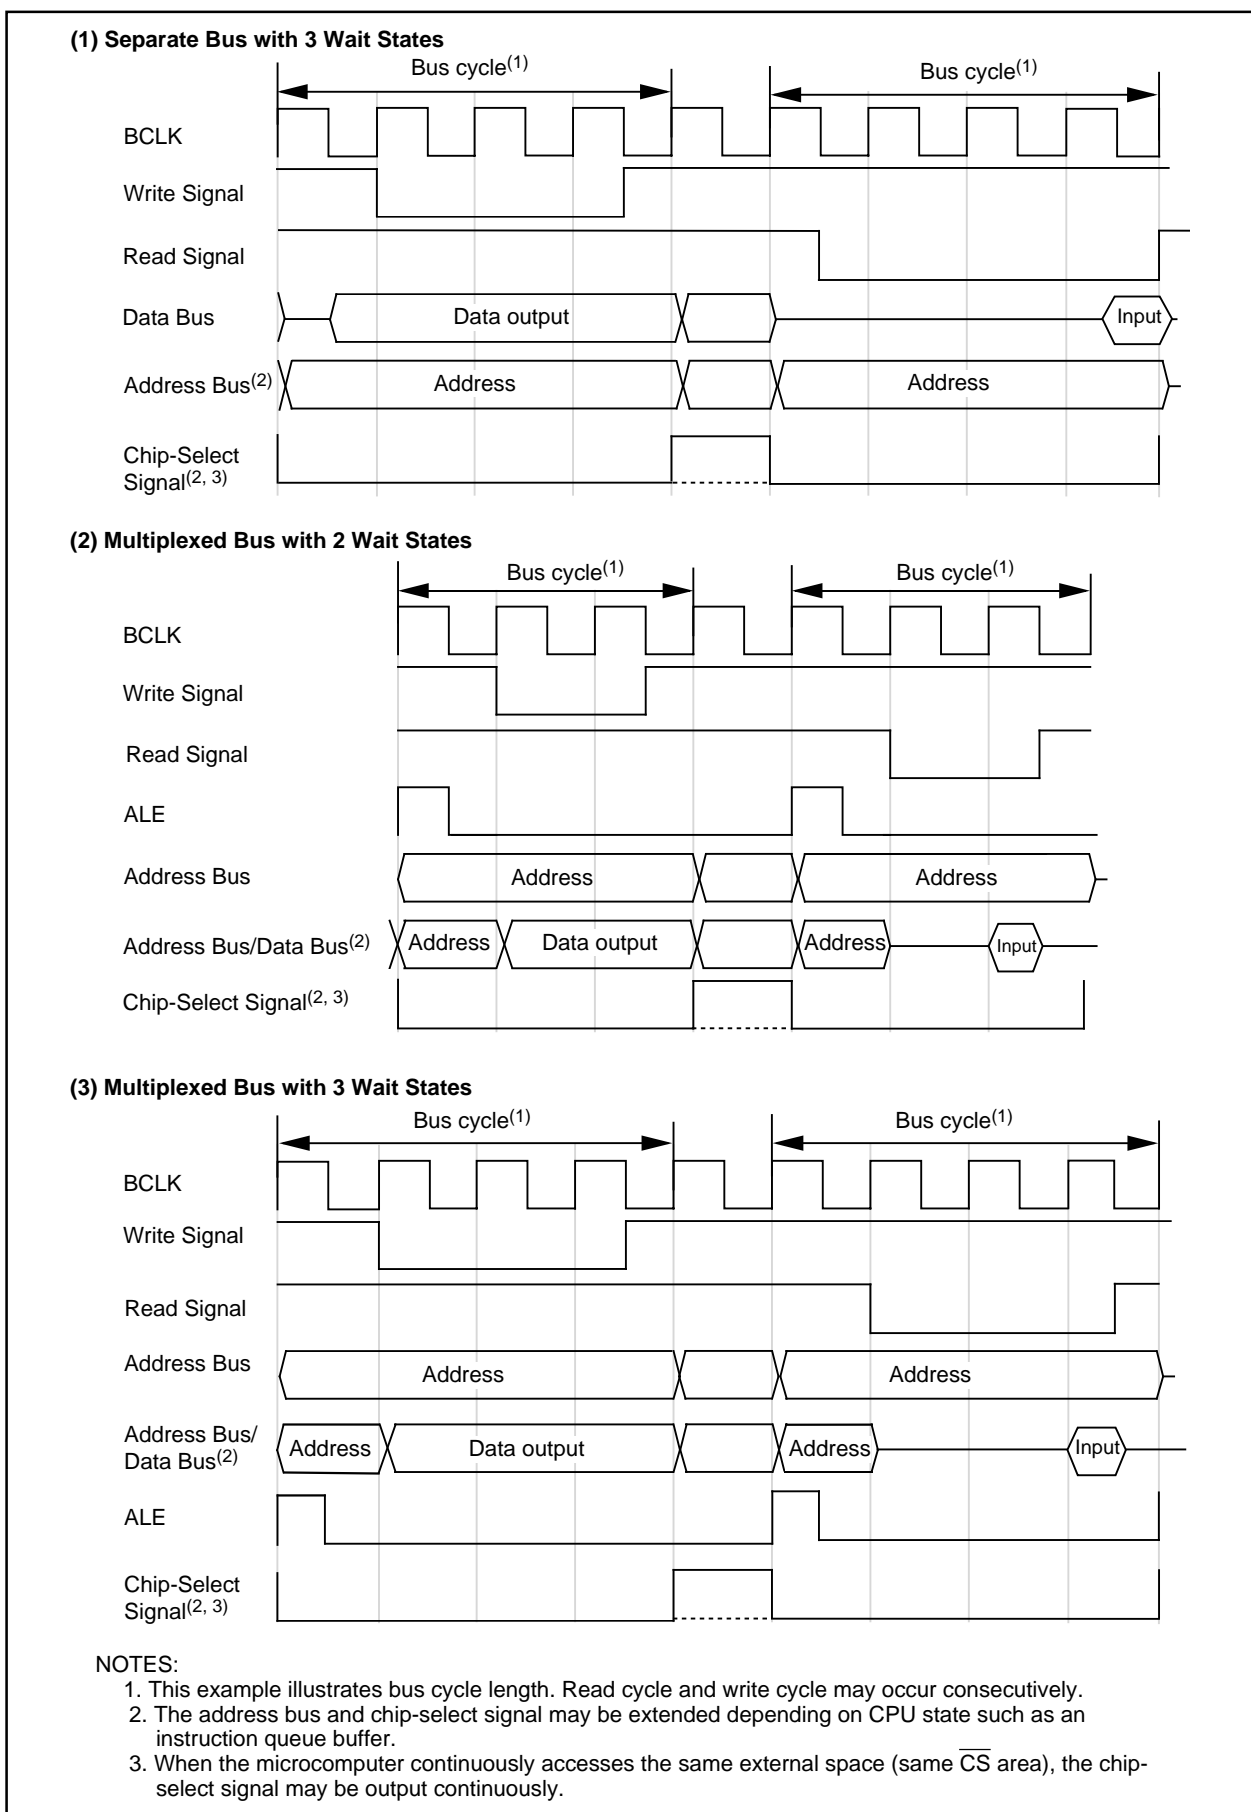 (1) Separate Bus with 3 Wait States
Bus cycle(1) Bus cycle(1)
BCLK
Write Signal
Read Signal
Data Bus Data output Input
Address Bus(2) Address Address
Chip-Select
Signal(2, 3)
(2) Multiplexed Bus with 2 Wait States
Bus cycle(1) Bus cycle(1)
BCLK
Write Signal
Read Signal
ALE
Address Bus Address Address
Address Bus/Data Bus(2) Address Data output Address Input
Chip-Select Signal(2, 3)
(3) Multiplexed Bus with 3 Wait States
Bus cycle(1) Bus cycle(1)
BCLK
Write Signal
Read Signal
Address Bus Address Address
Address Bus/
Data Bus(2) Address Data output Address Input
ALE
Chip-Select
Signal(2, 3)
NOTES:
1. This example illustrates bus cycle length. Read cycle and write cycle may occur consecutively.
2. The address bus and chip-select signal may be extended depending on CPU state such as an
instruction queue buffer.
3. When the microcomputer continuously accesses the same external space (same C̅S̅ area), the chip-
select signal may be output continuously.